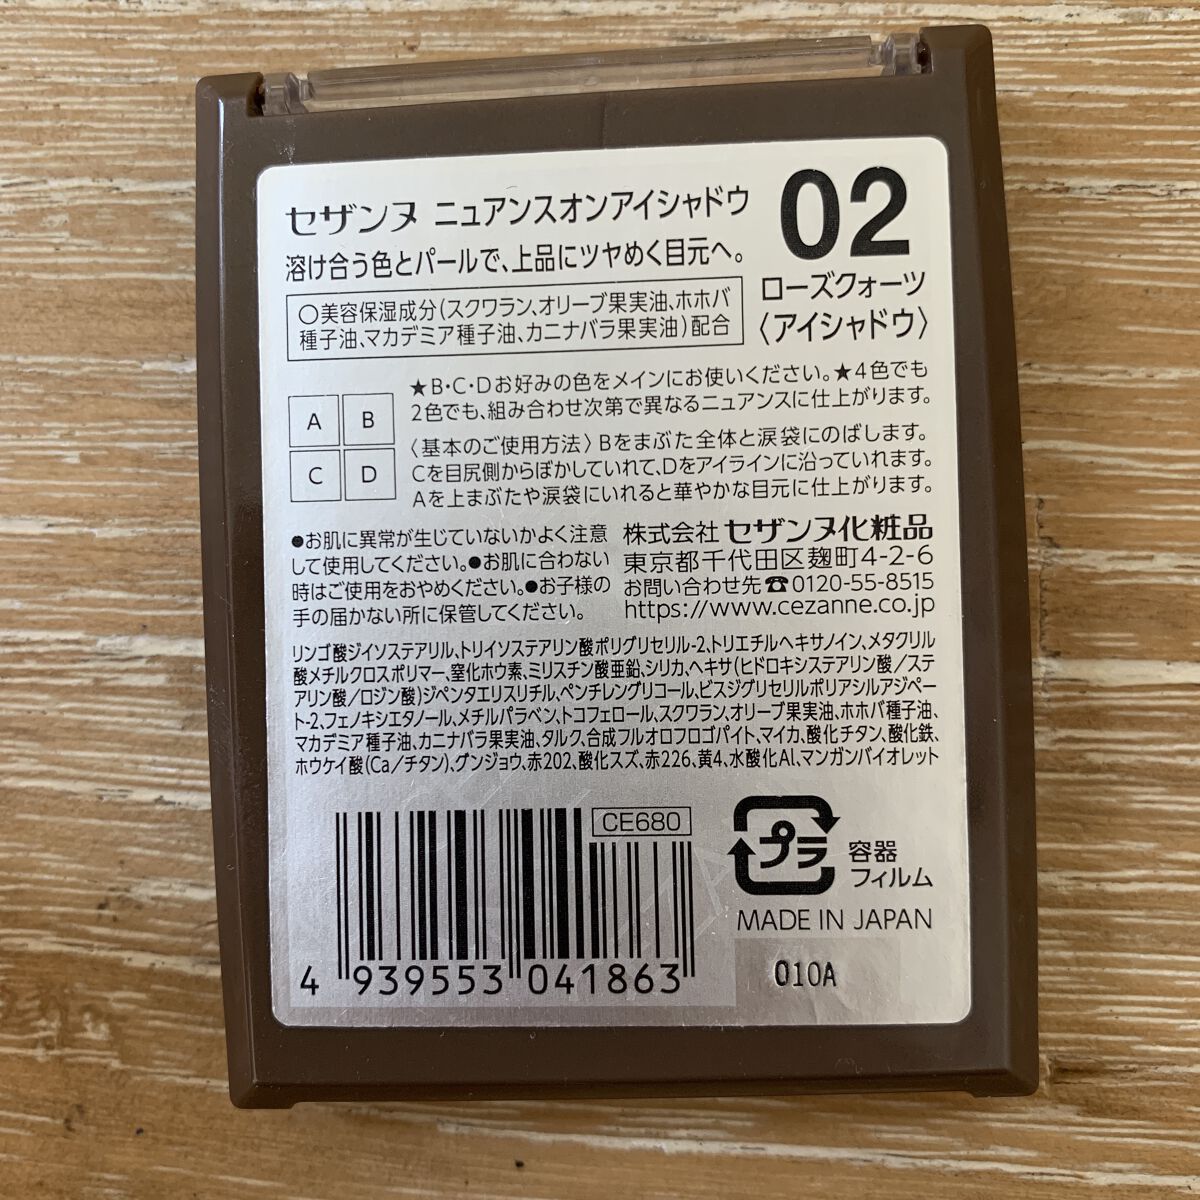 セザンヌ ニュアンスオンアイシャドウ
溶け合う色とパールで、上品にツヤめく目元へ。
02
ローズクォーツ
〈アイシャドウ〉
○美容保湿成分(スクワラン、オリーブ果実油、ホホバ
種子油、マカデミア種子油、カニナバラ果実油)配合
A B
C D
★B・C・Dお好みの色をメインにお使いください。★4色でも
2色でも、組み合わせ次第で異なるニュアンスに仕上がります。
〈基本のご使用方法〉Bをまぶた全体と涙袋にのばします。
Cを目尻側からぼかしていれて、Dをアイラインに沿っていれます。
Aを上まぶたや涙袋にいれると華やかな目元に仕上がります。
●お肌に異常が生じていないかよく注意
して使用してください。●お肌に合わない
時はご使用をおやめください。●お子様の
手の届かない所に保管してください。
株式会社 セザンヌ化粧品
東京都千代田区麹町4-2-6
お問い合わせ先☎0120-55-8515
https://www.cezanne.co.jp
リンゴ酸ジイソステアリル、トリイソステアリン酸ポリグリセリル-2、トリエチルヘキサノイン、メタクリル
酸メチルクロスポリマー、窒化ホウ素、ミリスチン酸亜鉛、シリカ、ヘキサ(ヒドロキシステアリン酸/ステ
アリン酸/ロジン酸)ジペンタエリスリチル、ペンチレングリコール、ビスジグリセリルポリアシルアジペ
ート-2、フェノキシエタノール、メチルパラベン、トコフェロール、スクワラン、オリーブ果実油、ホホバ種子油、
マカデミア種子油、カニナバラ果実油、タルク、合成フルオロフロゴパイト、マイカ、酸化チタン、酸化鉄、
ホウケイ酸(Ca/チタン)、グンジョウ、赤202、酸化スズ、赤226、黄4、水酸化Al、マンガンバイオレット
CE680
4 939553 041863
プラ
容器
フィルム
MADE IN JAPAN
010A